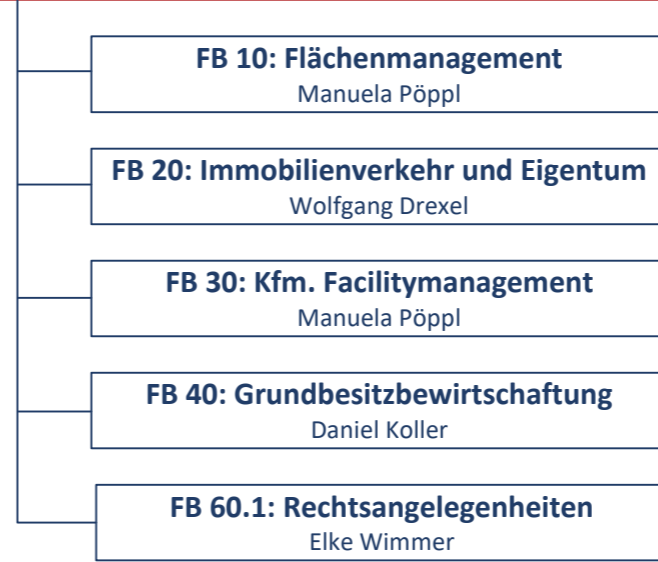 FB 10: Flächenmanagement
Manuela Pöppl
FB 20: Immobilienverkehr und Eigentum
Wolfgang Drexel
FB 30: Kfm. Facilitymanagement
Manuela Pöppl
FB 40: Grundbesitzbewirtschaftung
Daniel Koller
FB 60.1: Rechtsangelegenheiten
Elke Wimmer